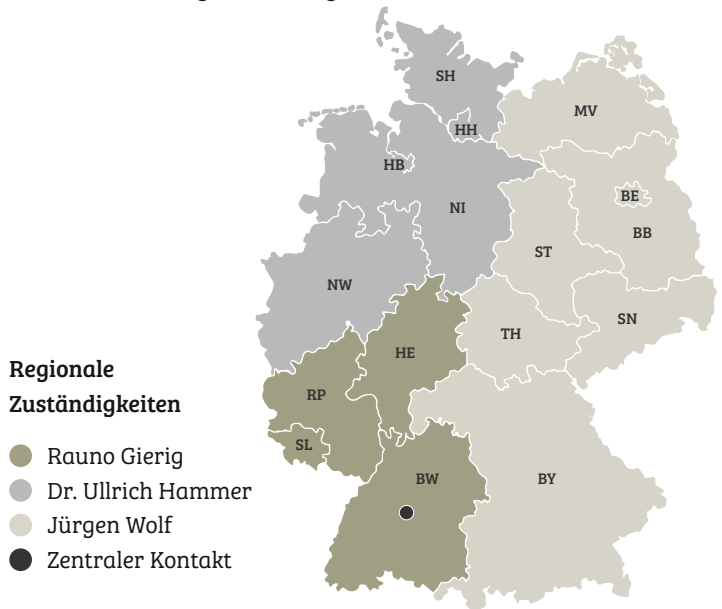 SH
MV
HH
HB
BE
NI
BB
ST
NW
SN
TH
HE
RP
SL
BW
BY
Regionale
Zuständigkeiten
Rauno Gierig
Dr. Ullrich Hammer
Jürgen Wolf
Zentraler Kontakt